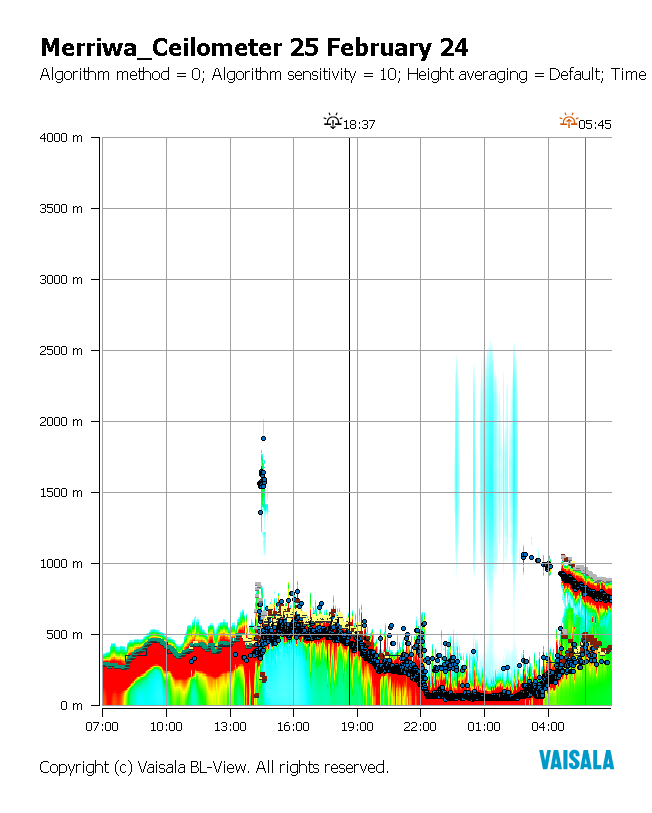 Merriwa_Ceilometer 25 February 24
Algorithm method = 0; Algorithm sensitivity = 10; Height averaging = Default; Time
18:37
05:45
4000 m
3500 m
3000 m
2500 m
2000 m
1500 m
1000 m
500 m
0 m
07:00 10:00 13:00 16:00 19:00 22:00 01:00 04:00
Copyright (c) Vaisala BL-View. All rights reserved.
VAISALA